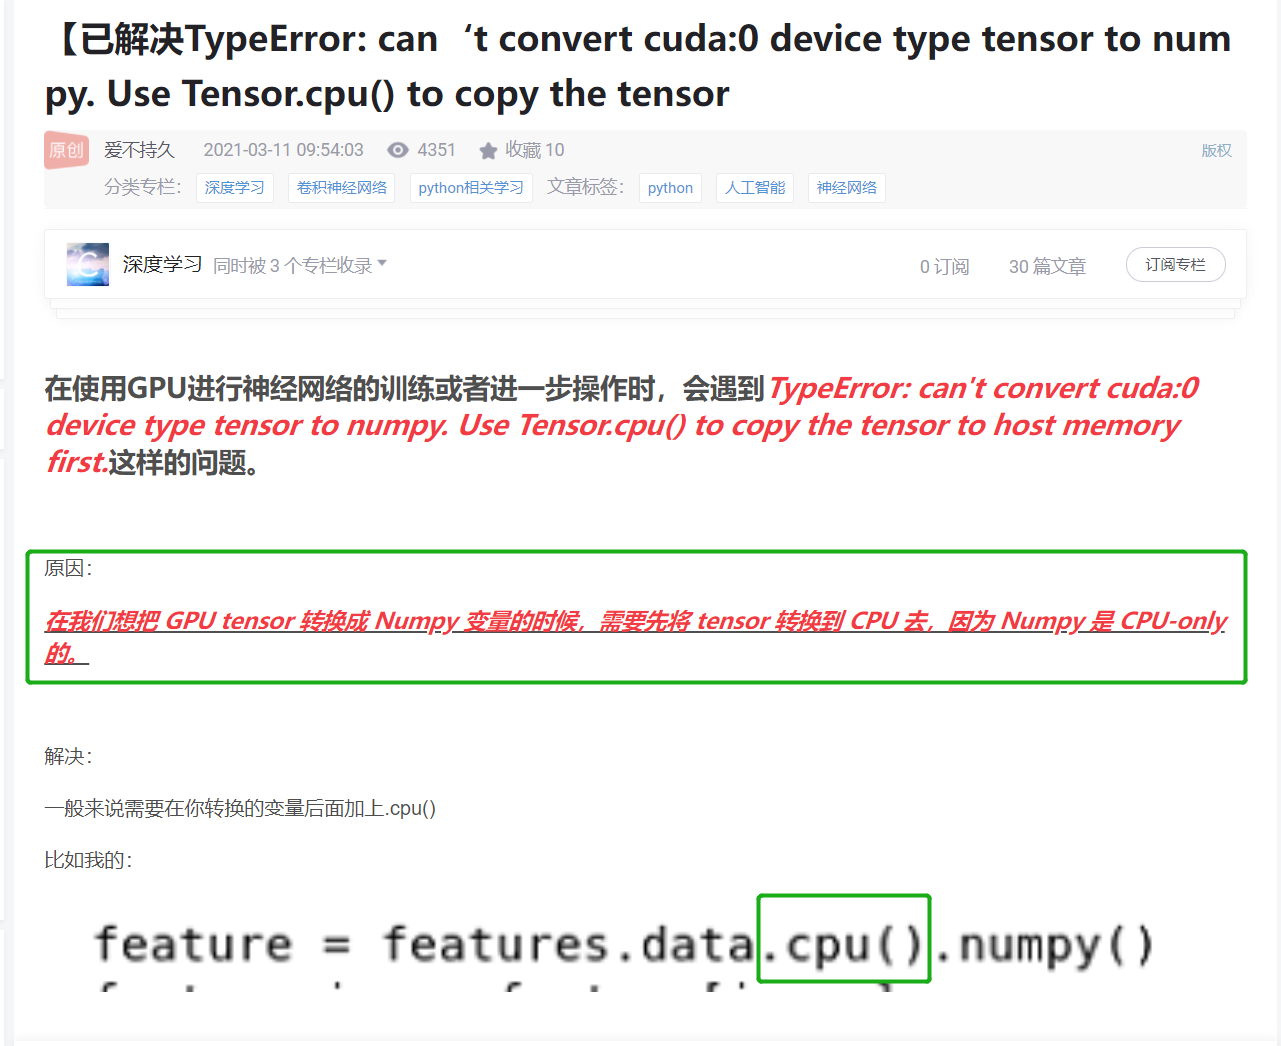 【已解决TypeError: can‘t convert cuda:0 device type tensor to num
py. Use Tensor.cpu() to copy the tensor
原创 爱不持久 2021-03-11 09:54:03 4351 收藏 10 版权
分类专栏： 深度学习 卷积神经网络 python相关学习 文章标签： python 人工智能 神经网络
深度学习 同时被 3 个专栏收录 0 订阅 30 篇文章 订阅专栏
在使用GPU进行神经网络的训练或者进一步操作时，会遇到TypeError: can't convert cuda:0
device type tensor to numpy. Use Tensor.cpu() to copy the tensor to host memory
first.这样的问题。
原因：
在我们想把 GPU tensor 转换成 Numpy 变量的时候，需要先将 tensor 转换到 CPU 去，因为 Numpy 是 CPU-only
的。
解决：
一般来说需要在你转换的变量后面加上.cpu()
比如我的：
feature = features.data.cpu().numpy()